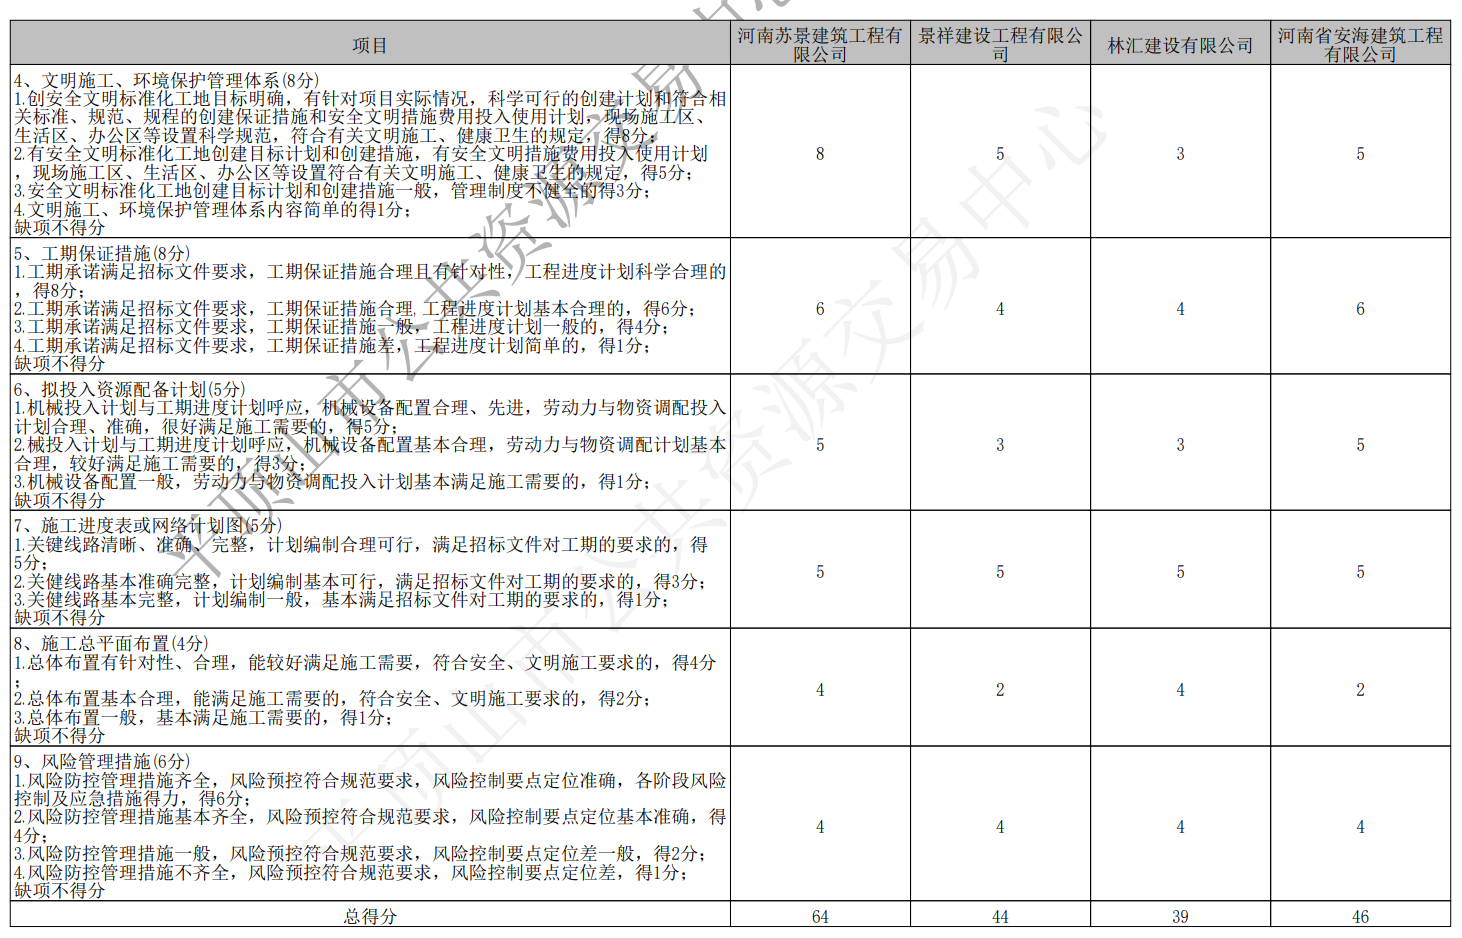 项目
河南苏景建筑工程有
限公司
景祥建设工程有限公
司
林汇建设有限公司
河南省安海建筑工程
有限公司
4、文明施工、环境保护管理体系(8分)
1.创安全文明标准化工地目标明确，有针对项目实际情况，科学可行的创建计划和符合相
关标准、规范、规程的创建保证措施和安全文明措施费用投入使用计划，现场施工区、
生活区、办公区等设置科学规范，符合有关文明施工、健康卫生的规定，得8分；
2.有安全文明标准化工地创建目标计划和创建措施，有安全文明措施费用投入使用计划
，现场施工区、生活区、办公区等设置符合有关文明施工、健康卫生的规定，得5分；
3.安全文明标准化工地创建目标计划和创建措施一般，管理制度不健全的得3分；
4.文明施工、环境保护管理体系内容简单的得1分；
缺项不得分
8
5
3
5
5、工期保证措施(8分)
1.工期承诺满足招标文件要求，工期保证措施合理且有针对性，工程进度计划科学合理的
，得8分；
2.工期承诺满足招标文件要求，工期保证措施合理,工程进度计划基本合理的，得6分；
3.工期承诺满足招标文件要求，工期保证措施一般，工程进度计划一般的，得4分；
4.工期承诺满足招标文件要求，工期保证措施差，工程进度计划简单的，得1分；
缺项不得分
6
4
4
6
6、拟投入资源配备计划(5分)
1.机械投入计划与工期进度计划呼应，机械设备配置合理、先进，劳动力与物资调配投入
计划合理、准确，很好满足施工需要的，得5分；
2.械投入计划与工期进度计划呼应，机械设备配置基本合理，劳动力与物资调配计划基本
合理，较好满足施工需要的，得3分；
3.机械设备配置一般，劳动力与物资调配投入计划基本满足施工需要的，得1分；
缺项不得分
5
3
3
5
7、施工进度表或网络计划图(5分)
1.关键线路清晰、准确、完整，计划编制合理可行，满足招标文件对工期的要求的，得
5分；
2.关健线路基本准确完整，计划编制基本可行，满足招标文件对工期的要求的，得3分；
3.关健线路基本完整，计划编制一般，基本满足招标文件对工期的要求的，得1分；
缺项不得分
5
5
5
5
8、施工总平面布置(4分)
1.总体布置有针对性、合理，能较好满足施工需要，符合安全、文明施工要求的，得4分
；
2.总体布置基本合理，能满足施工需要的，符合安全、文明施工要求的，得2分；
3.总体布置一般，基本满足施工需要的，得1分；
缺项不得分
4
2
4
2
9、风险管理措施(6分)
1.风险防控管理措施齐全，风险预控符合规范要求，风险控制要点定位准确，各阶段风险
控制及应急措施得力，得6分；
2.风险防控管理措施基本齐全，风险预控符合规范要求，风险控制要点定位基本准确，得
4分；
3.风险防控管理措施一般，风险预控符合规范要求，风险控制要点定位差一般，得2分；
4.风险防控管理措施不齐全，风险预控符合规范要求，风险控制要点定位差，得1分；
缺项不得分
4
4
4
4
总得分
64
44
39
46
平顶山市公共资源交易中心
平顶山市公共资源交易中心